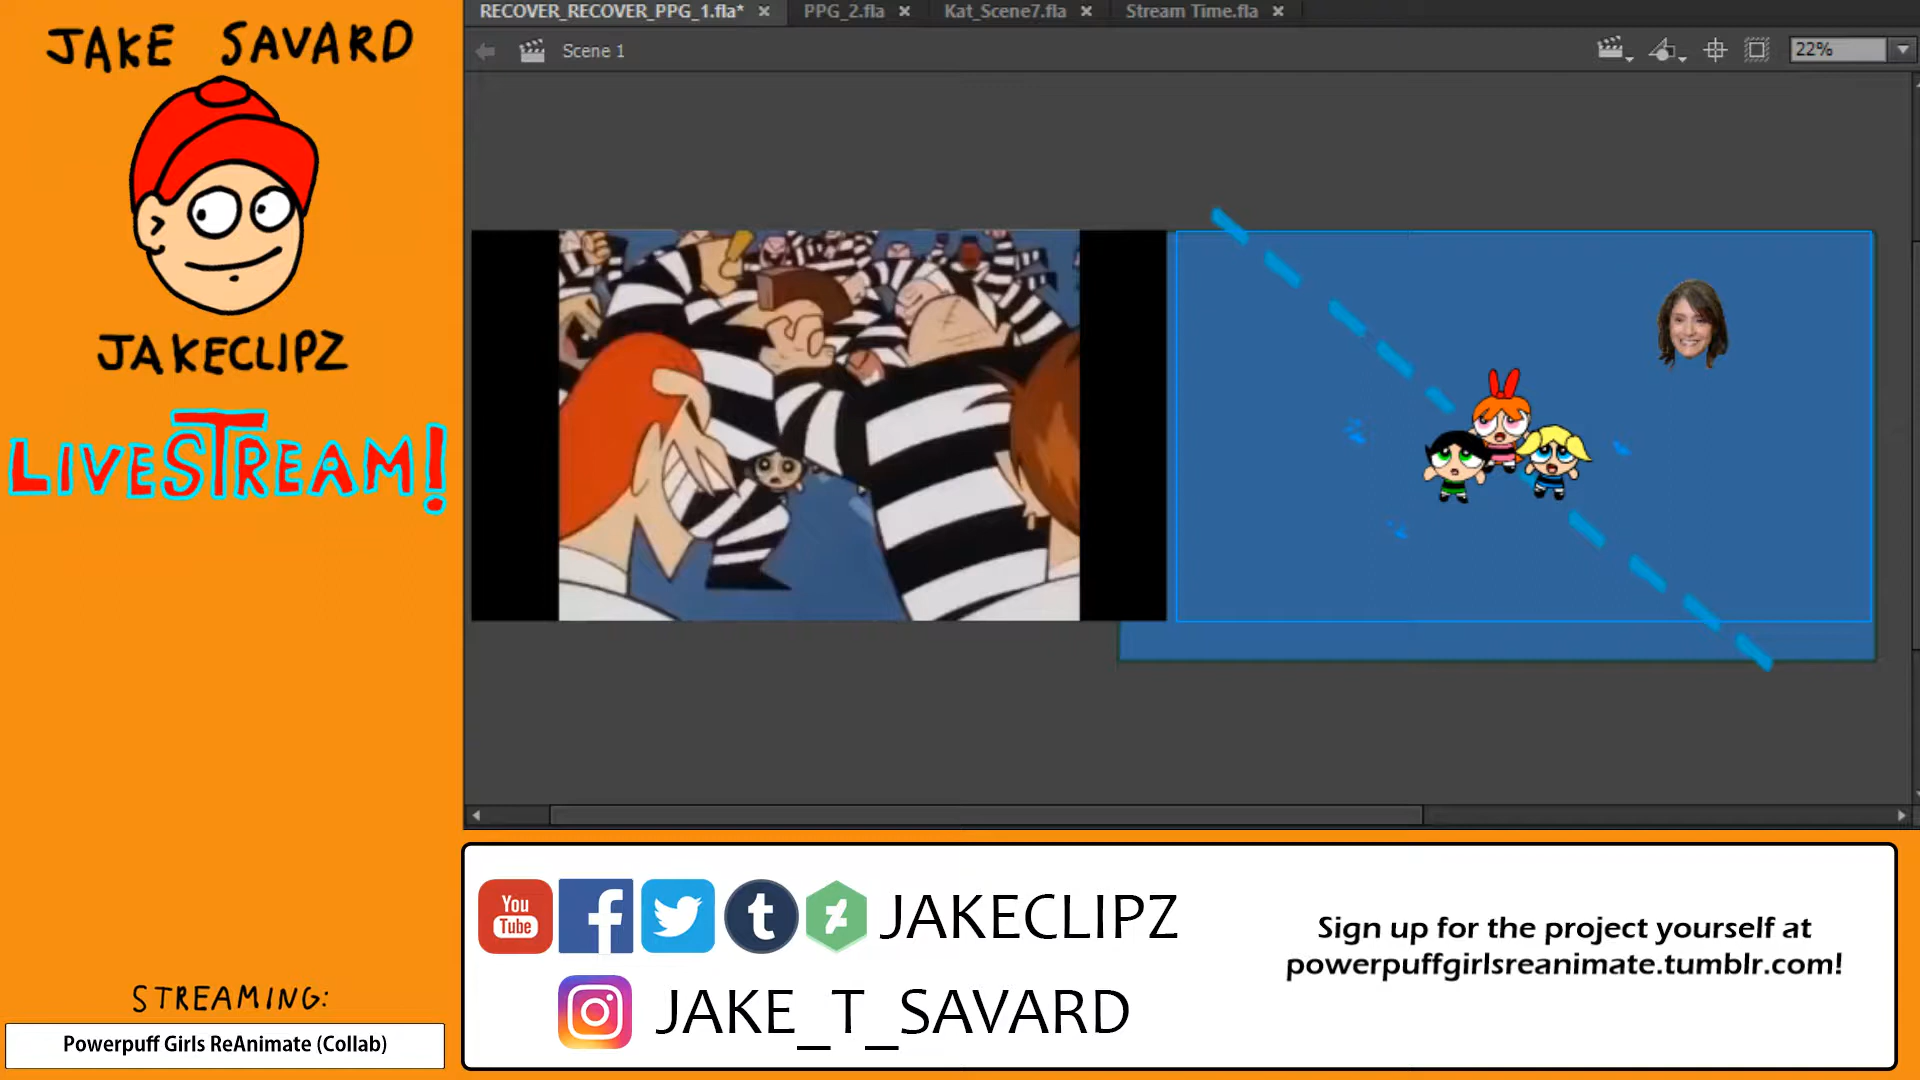 JAKE SAVARD
JAKECLIPZ
LIVESTREAM!
STREAMING:
Powerpuff Girls ReAnimate (Collab)
RECOVER_RECOVER_PPG_1.fla*
PPG_2.fla
Kat_Scene7.fla
Stream Time.fla
Scene 1
22%
You
Tube
JAKECLIPZ
JAKE_T_SAVARD
Sign up for the project yourself at
powerpuffgirlsreanimate.tumblr.com!